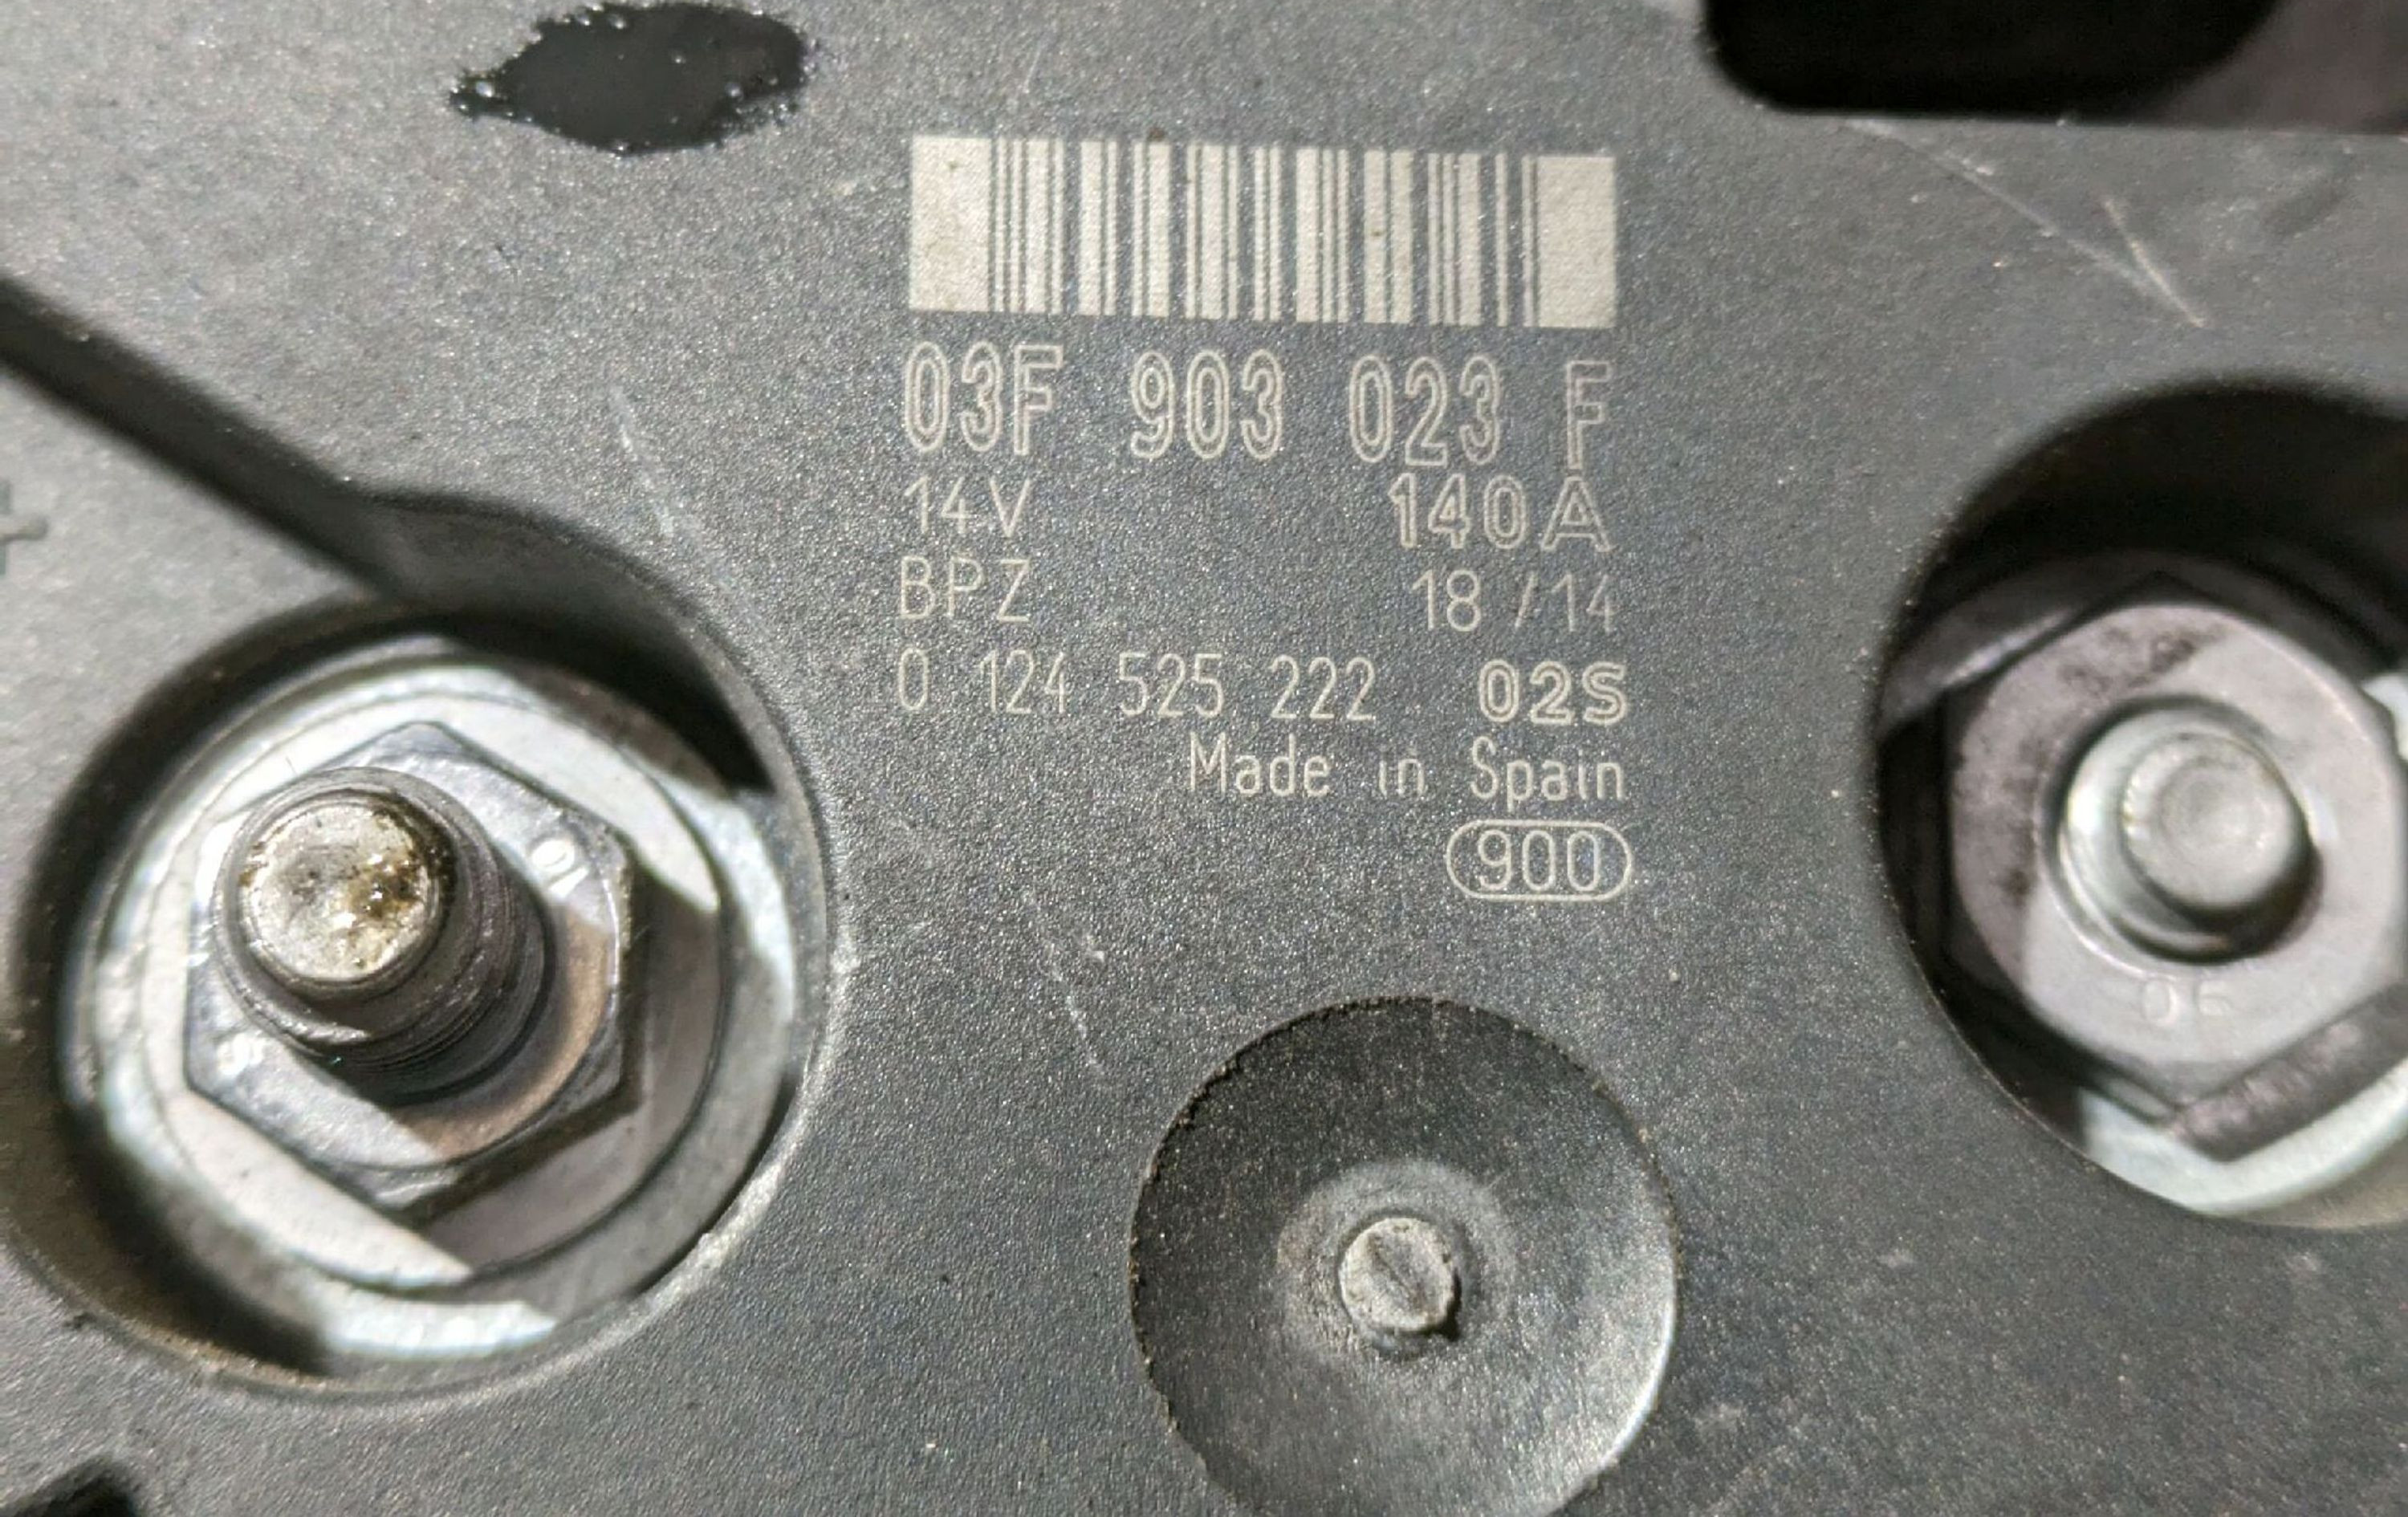 03F 903 023 F
14V 140A
BPZ 18/14
0 124 525 222 02S
Made in Spain
900